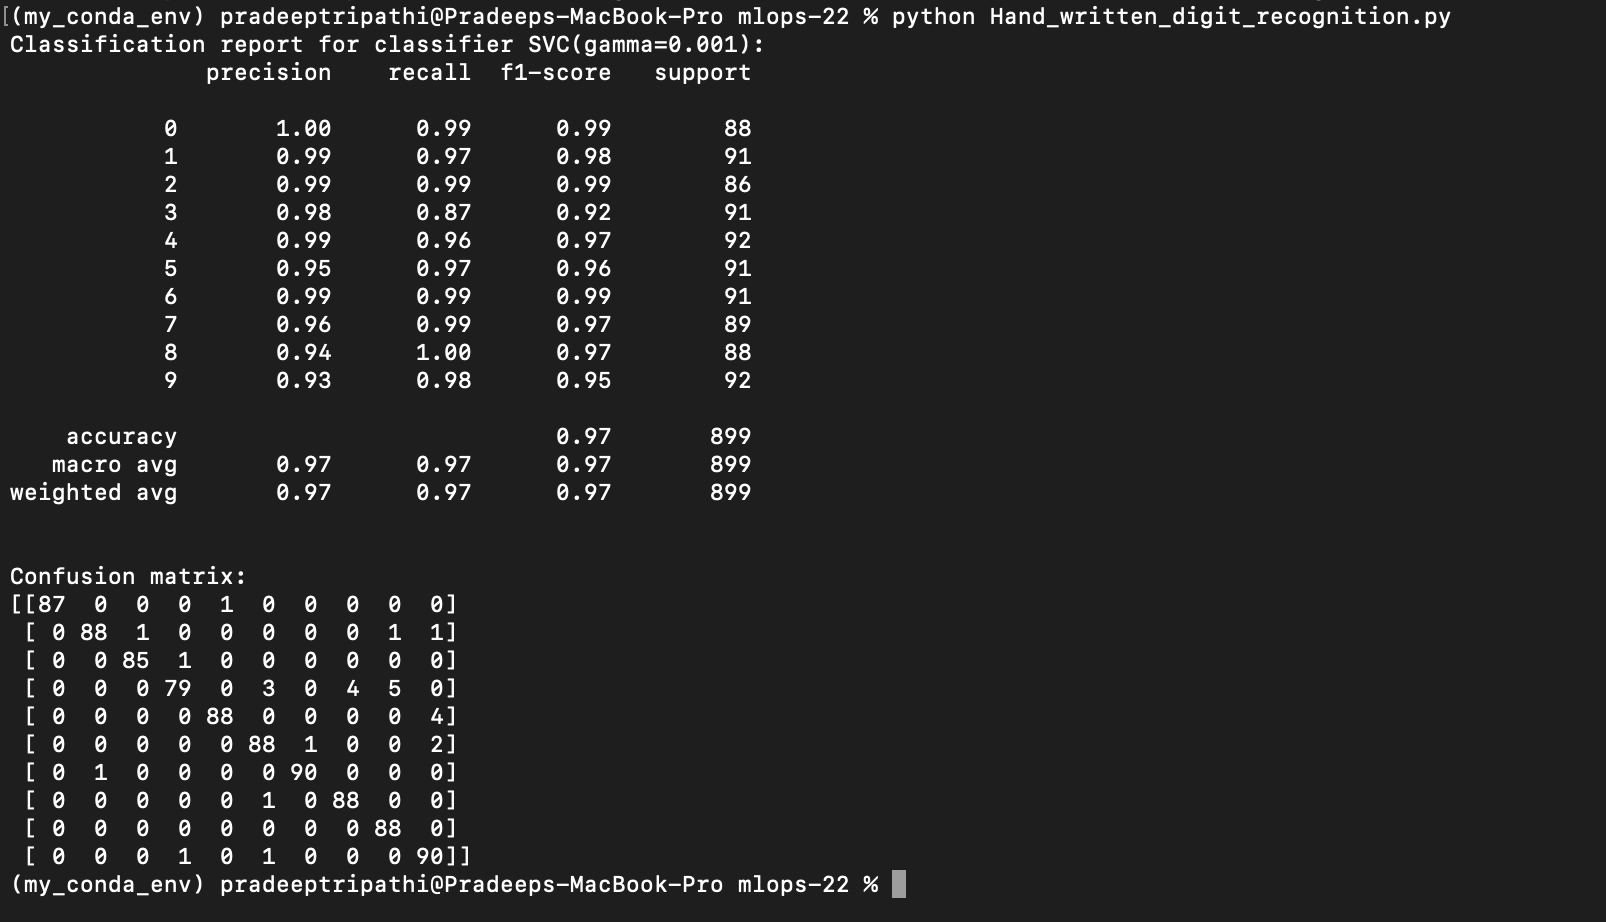 [(my_conda_env) pradeeptripathi@Pradeeps-MacBook-Pro mlops-22 % python Hand_written_digit_recognition.py
Classification report for classifier SVC(gamma=0.001):
              precision    recall  f1-score   support

           0       1.00      0.99      0.99        88
           1       0.99      0.97      0.98        91
           2       0.99      0.99      0.99        86
           3       0.98      0.87      0.92        91
           4       0.99      0.96      0.97        92
           5       0.95      0.97      0.96        91
           6       0.99      0.99      0.99        91
           7       0.96      0.99      0.97        89
           8       0.94      1.00      0.97        88
           9       0.93      0.98      0.95        92

    accuracy                           0.97       899
   macro avg       0.97      0.97      0.97       899
weighted avg       0.97      0.97      0.97       899

Confusion matrix:
[[87  0  0  0  1  0  0  0  0  0]
 [ 0 88  1  0  0  0  0  0  1  1]
 [ 0  0 85  1  0  0  0  0  0  0]
 [ 0  0  0 79  0  3  0  4  5  0]
 [ 0  0  0  0 88  0  0  0  0  4]
 [ 0  0  0  0  0 88  1  0  0  2]
 [ 0  1  0  0  0  0 90  0  0  0]
 [ 0  0  0  0  0  1  0 88  0  0]
 [ 0  0  0  0  0  0  0  0 88  0]
 [ 0  0  0  1  0  1  0  0  0 90]]
(my_conda_env) pradeeptripathi@Pradeeps-MacBook-Pro mlops-22 %